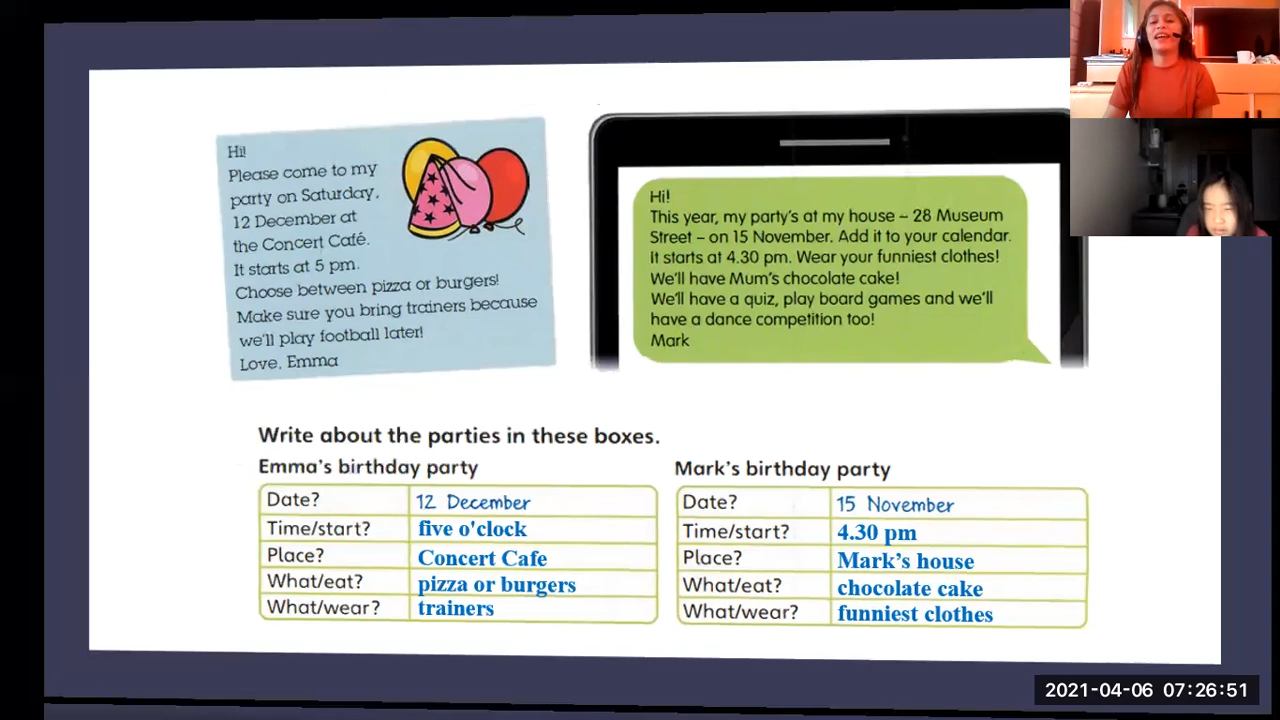 Hi!
Please come to my
party on Saturday,
12 December at
the Concert Café.
It starts at 5 pm.
Choose between pizza or burgers!
Make sure you bring trainers because
we'll play football later!
Love, Emma
Hi!
This year, my party's at my house – 28 Museum
Street – on 15 November. Add it to your calendar.
It starts at 4.30 pm. Wear your funniest clothes!
We'll have Mum's chocolate cake!
We'll have a quiz, play board games and we'll
have a dance competition too!
Mark
Write about the parties in these boxes.
Emma's birthday party
Date? 12 December
Time/start? five o'clock
Place? Concert Cafe
What/eat? pizza or burgers
What/wear? trainers
Mark's birthday party
Date? 15 November
Time/start? 4.30 pm
Place? Mark's house
What/eat? chocolate cake
What/wear? funniest clothes
2021-04-06 07:26:51